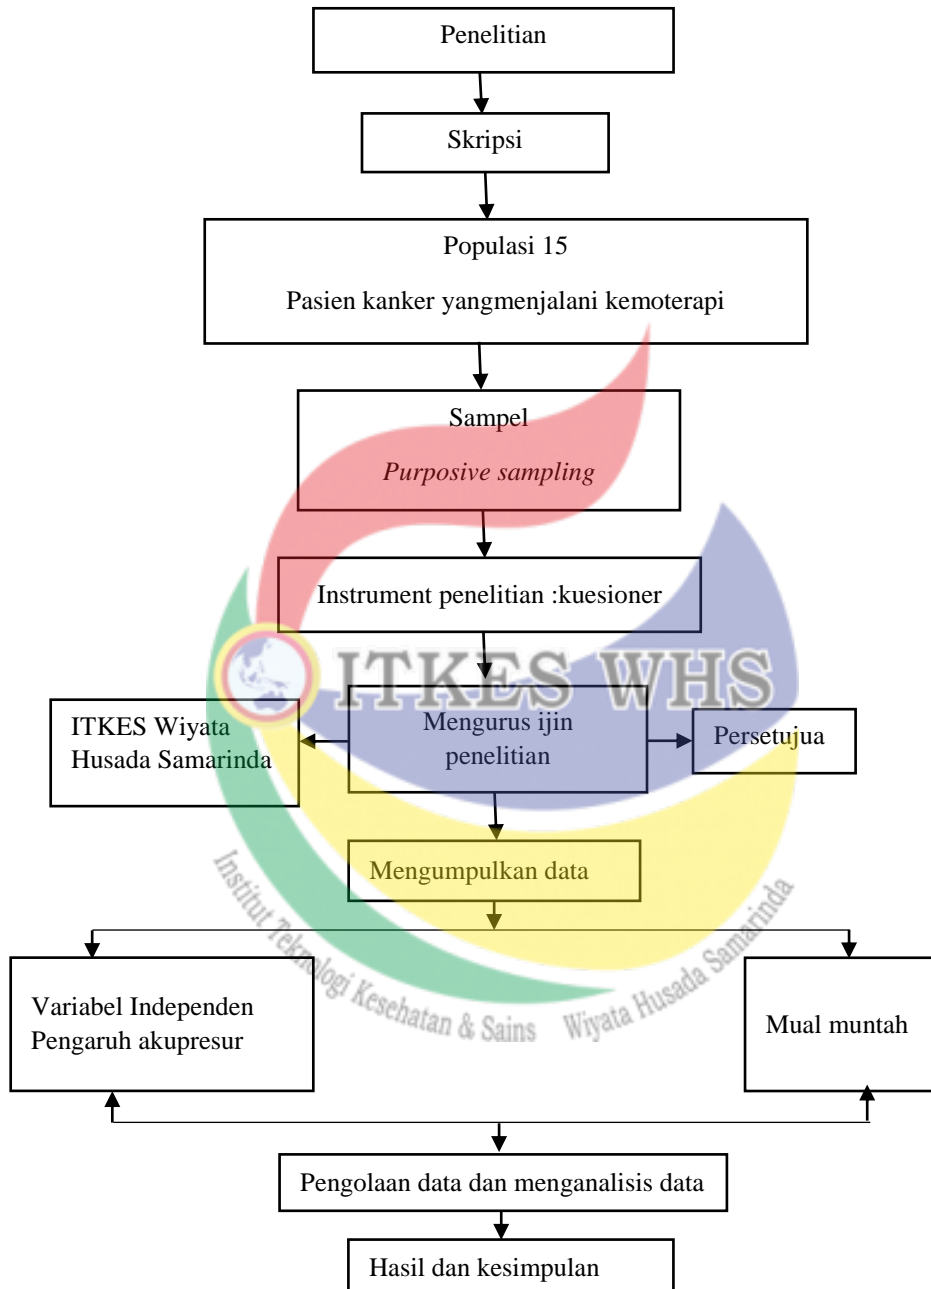 Penelitian
Skripsi
Populasi 15
Pasien kanker yangmenjalani kemoterapi
Sampel
Purposive sampling
Instrument penelitian :kuesioner
ITKES WHS
ITKES Wiyata
Husada Samarinda
Mengurus ijin
penelitian
Persetujua
Mengumpulkan data
Institut Teknologi Kesehatan & Sains Wiyata Husada Samarinda
Variabel Independen
Pengaruh akupresur
Mual muntah
Pengolaan data dan menganalisis data
Hasil dan kesimpulan